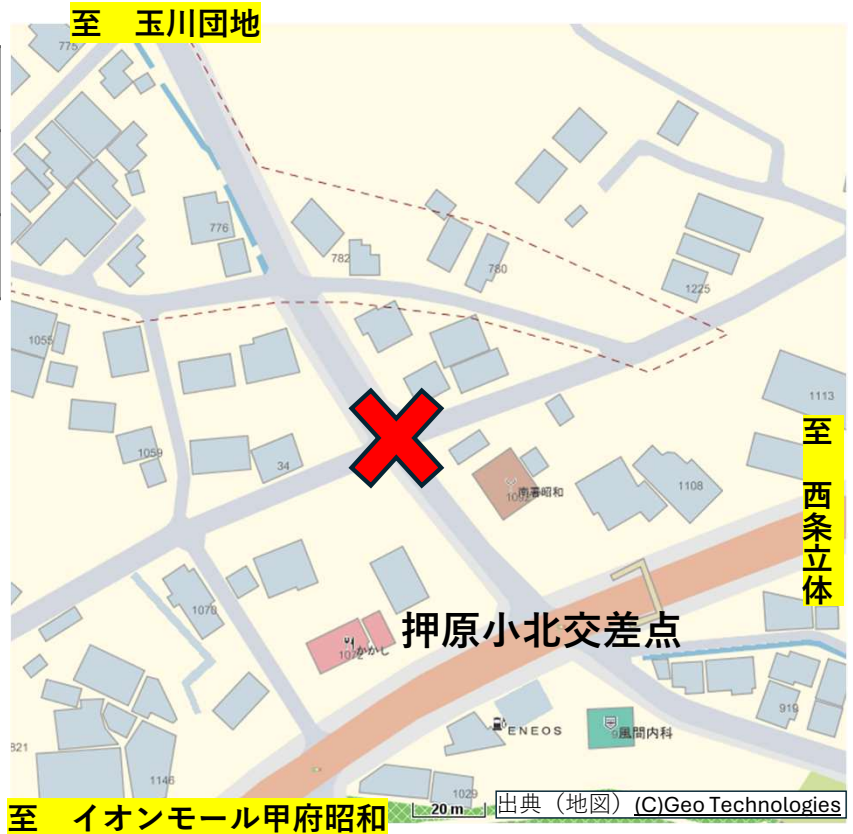 至　玉川団地
775
776
782
780
1225
1055
1113
至　西条立体
1059
34
南署昭和
1108
1070
押原小北交差点
かかし
ENEOS
風間内科
919
821
1146
1029
20 m
出典（地図）(C)Geo Technologies
至　イオンモール甲府昭和